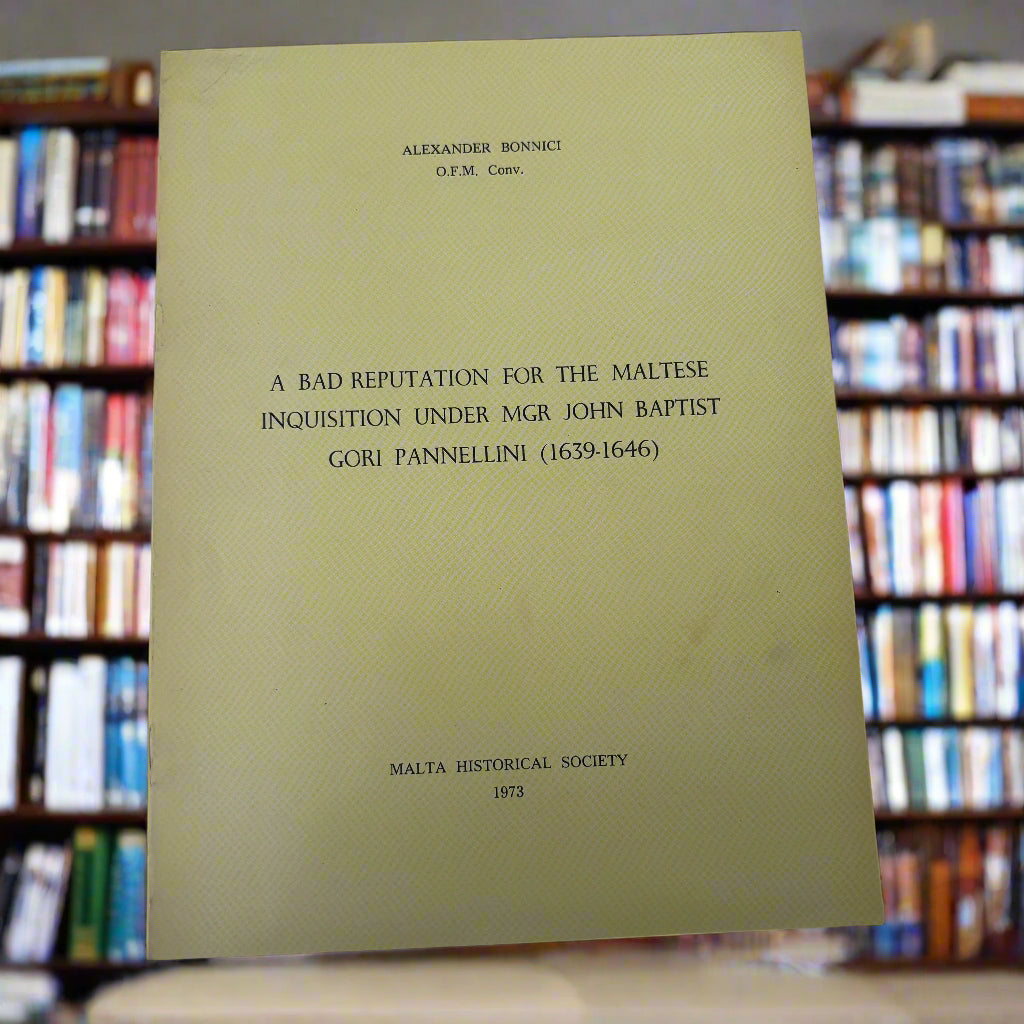 ALEXANDER BONNICI
O.F.M. Conv.
A BAD REPUTATION FOR THE MALTESE
INQUISITION UNDER MGR JOHN BAPTIST
GORI PANNELLINI (1639-1646)
MALTA HISTORICAL SOCIETY
1973